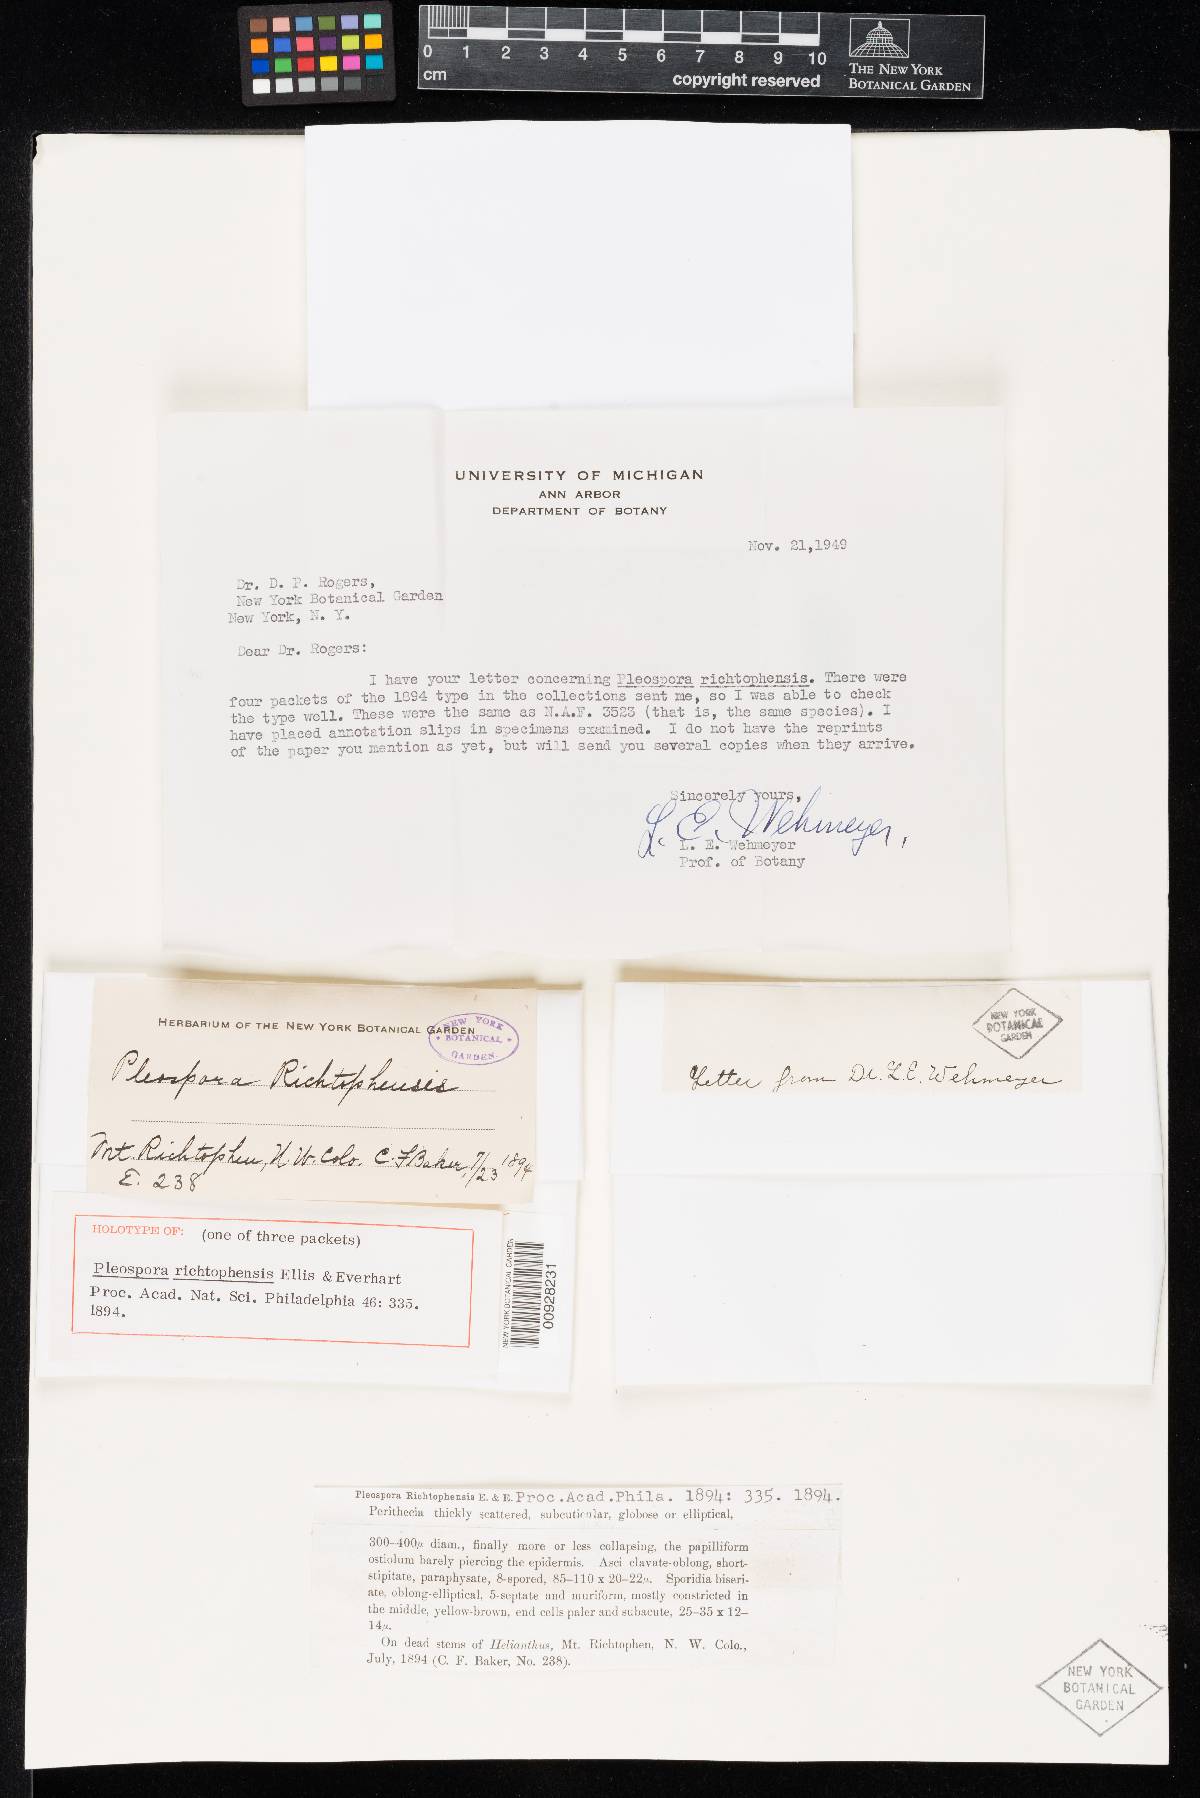 0 1 2 3 4 5 6 7 8 9 10
cm
copyright reserved
THE NEW YORK
BOTANICAL GARDEN
UNIVERSITY OF MICHIGAN
ANN ARBOR
DEPARTMENT OF BOTANY
Nov. 21,1949
Dr. D. P. Rogers,
New York Botanical Garden
New York, N. Y.
Dear Dr. Rogers:
I have your letter concerning Pleospora richtophensis. There were
four packets of the 1894 type in the collections sent me, so I was able to check
the type well. These were the same as N.A.F. 3523 (that is, the same species). I
have placed annotation slips in specimens examined. I do not have the reprints
of the paper you mention as yet, but will send you several copies when they arrive.
Sincerely yours,
L. E. Wehmeyer,
L. E. Wehmeyer
Prof. of Botany
HERBARIUM OF THE NEW YORK BOTANICAL GARDEN
NEW YORK
* BOTANICAL *
GARDEN.
Pleospora Richtophensis
Mt. Richtophen, N. W. Colo. C. F Baker, 7/23 1894
E. 238
HOLOTYPE OF: (one of three packets)
Pleospora richtophensis Ellis & Everhart
Proc. Acad. Nat. Sci. Philadelphia 46: 335.
1894.
NEW YORK BOTANICAL GARDEN
00928231
NEW YORK
BOTANICAL
GARDEN
Letter from Dr. L. E. Wehmeyer
Pleospora Richtophensis E. & E. Proc.Acad.Phila. 1894: 335. 1894.
Perithecia thickly scattered, subcuticular, globose or elliptical,
300–400μ diam., finally more or less collapsing, the papilliform
ostiolum barely piercing the epidermis. Asci clavate-oblong, short-
stipitate, paraphysate, 8-spored, 85–110 x 20–22μ. Sporidia biseri-
ate, oblong-elliptical, 5-septate and muriform, mostly constricted in
the middle, yellow-brown, end cells paler and subacute, 25–35 x 12–
14μ.
On dead stems of Helianthus, Mt. Richtophen, N. W. Colo.,
July, 1894 (C. F. Baker, No. 238).
NEW YORK
BOTANICAL
GARDEN